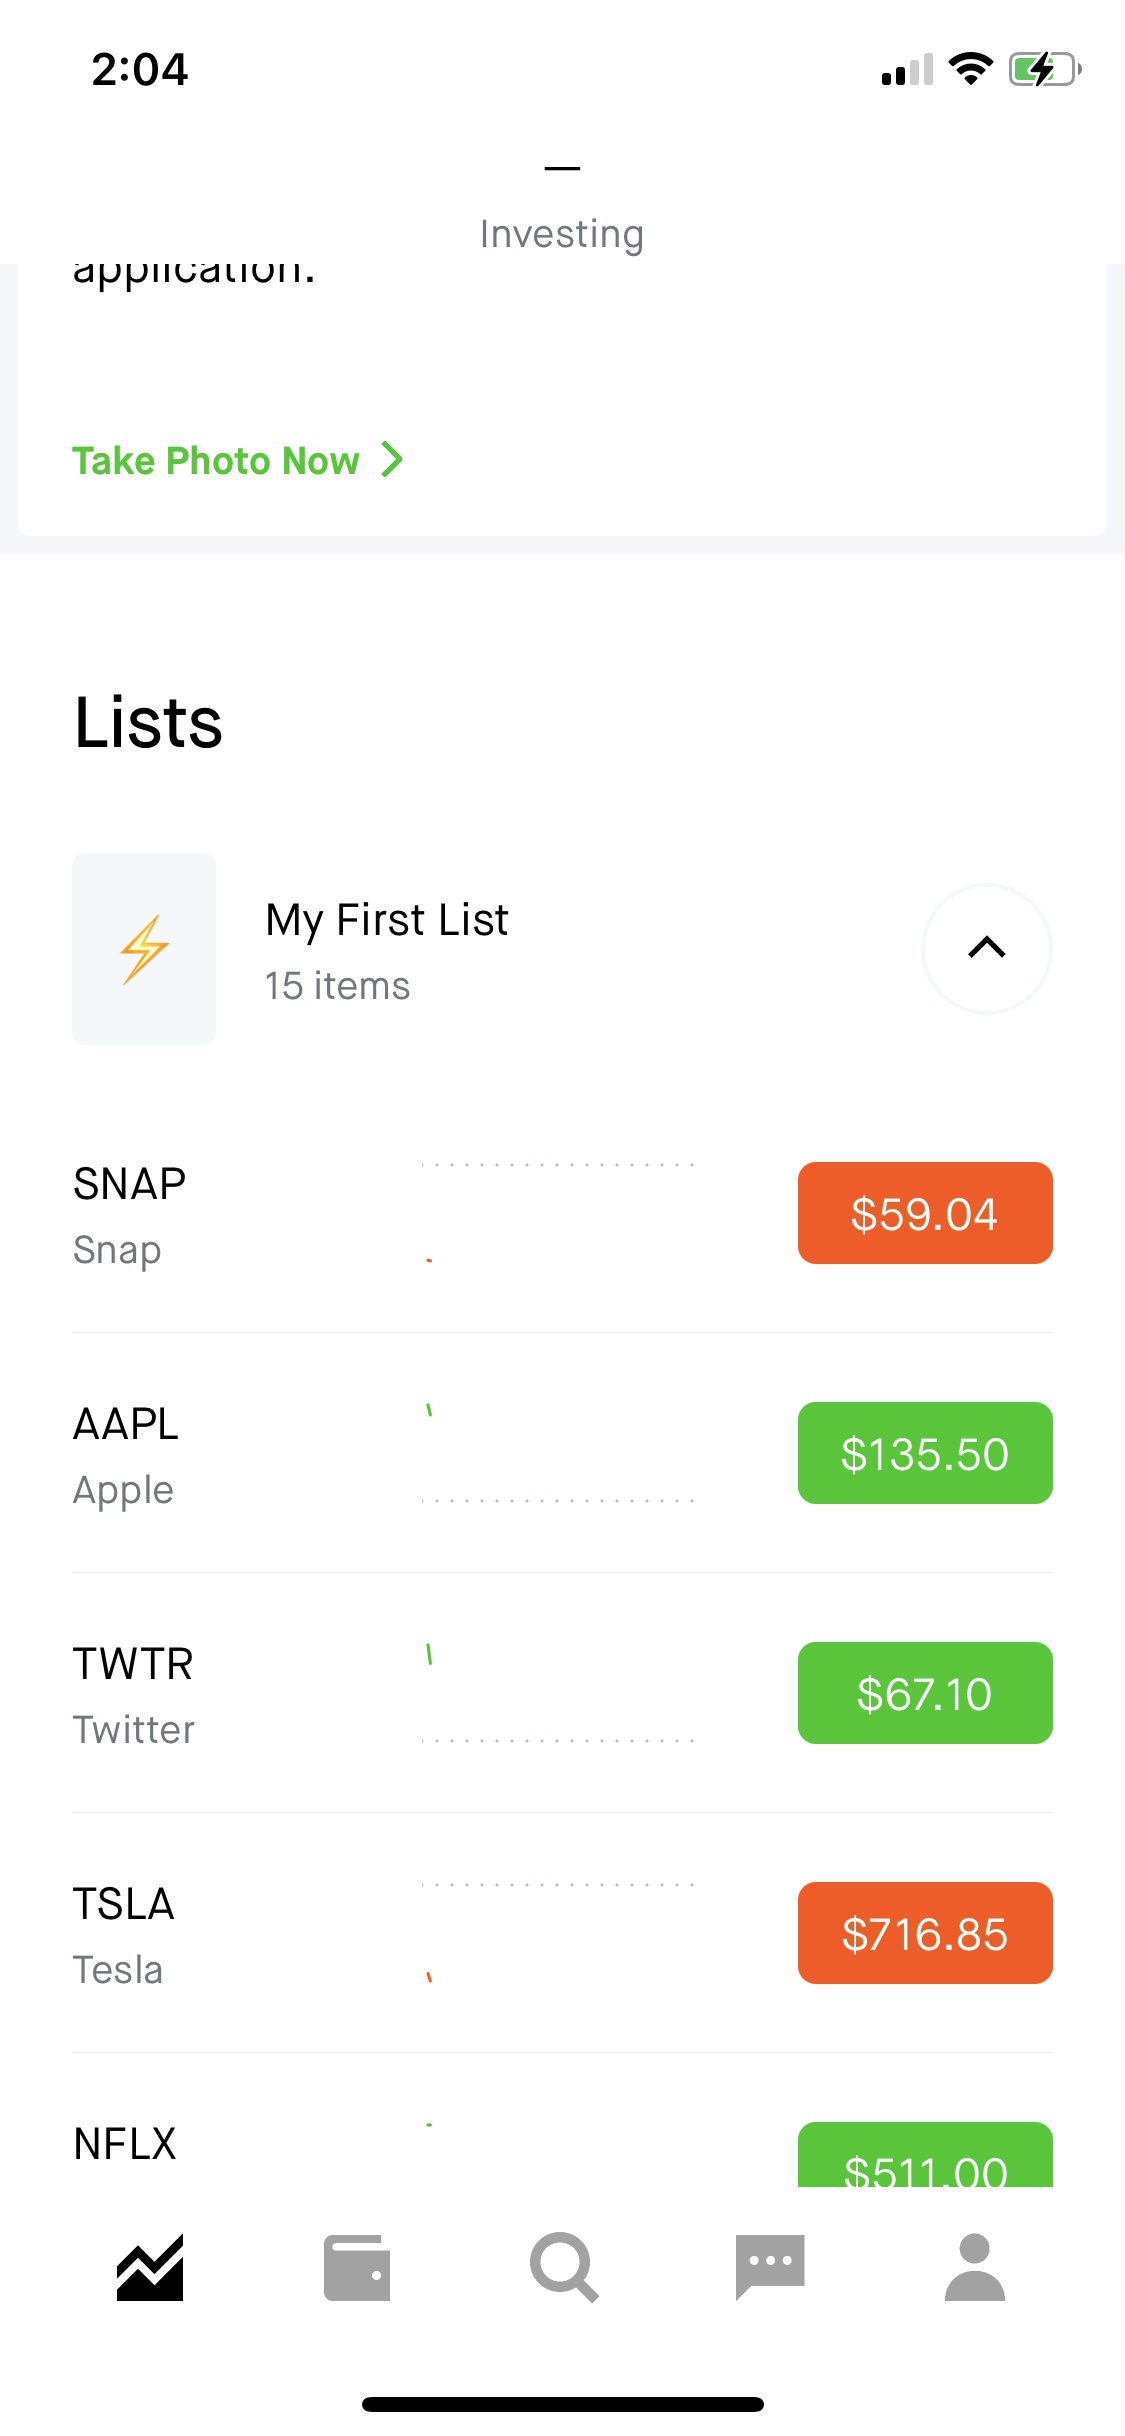 2:04
—
Investing
application.
Take Photo Now
Lists
My First List
15 items
SNAP
Snap
$59.04
AAPL
Apple
$135.50
TWTR
Twitter
$67.10
TSLA
Tesla
$716.85
NFLX
$511.00